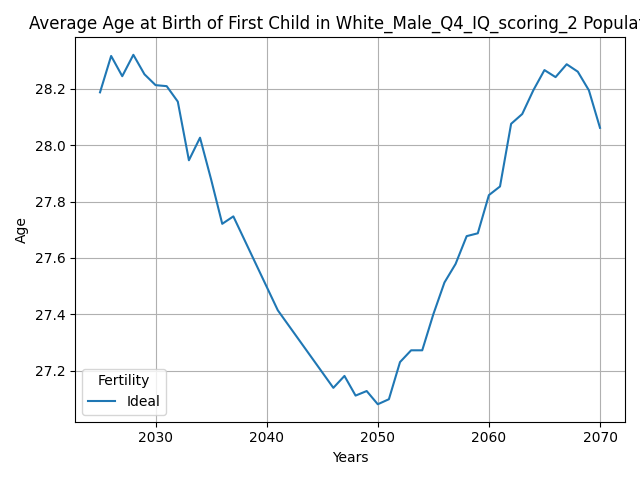 Average Age at Birth of First Child in White_Male_Q4_IQ_scoring_2 Populat
28.2
28.0
27.8
27.6
27.4
27.2
Age
Fertility
Ideal
2030 2040 2050 2060 2070
Years